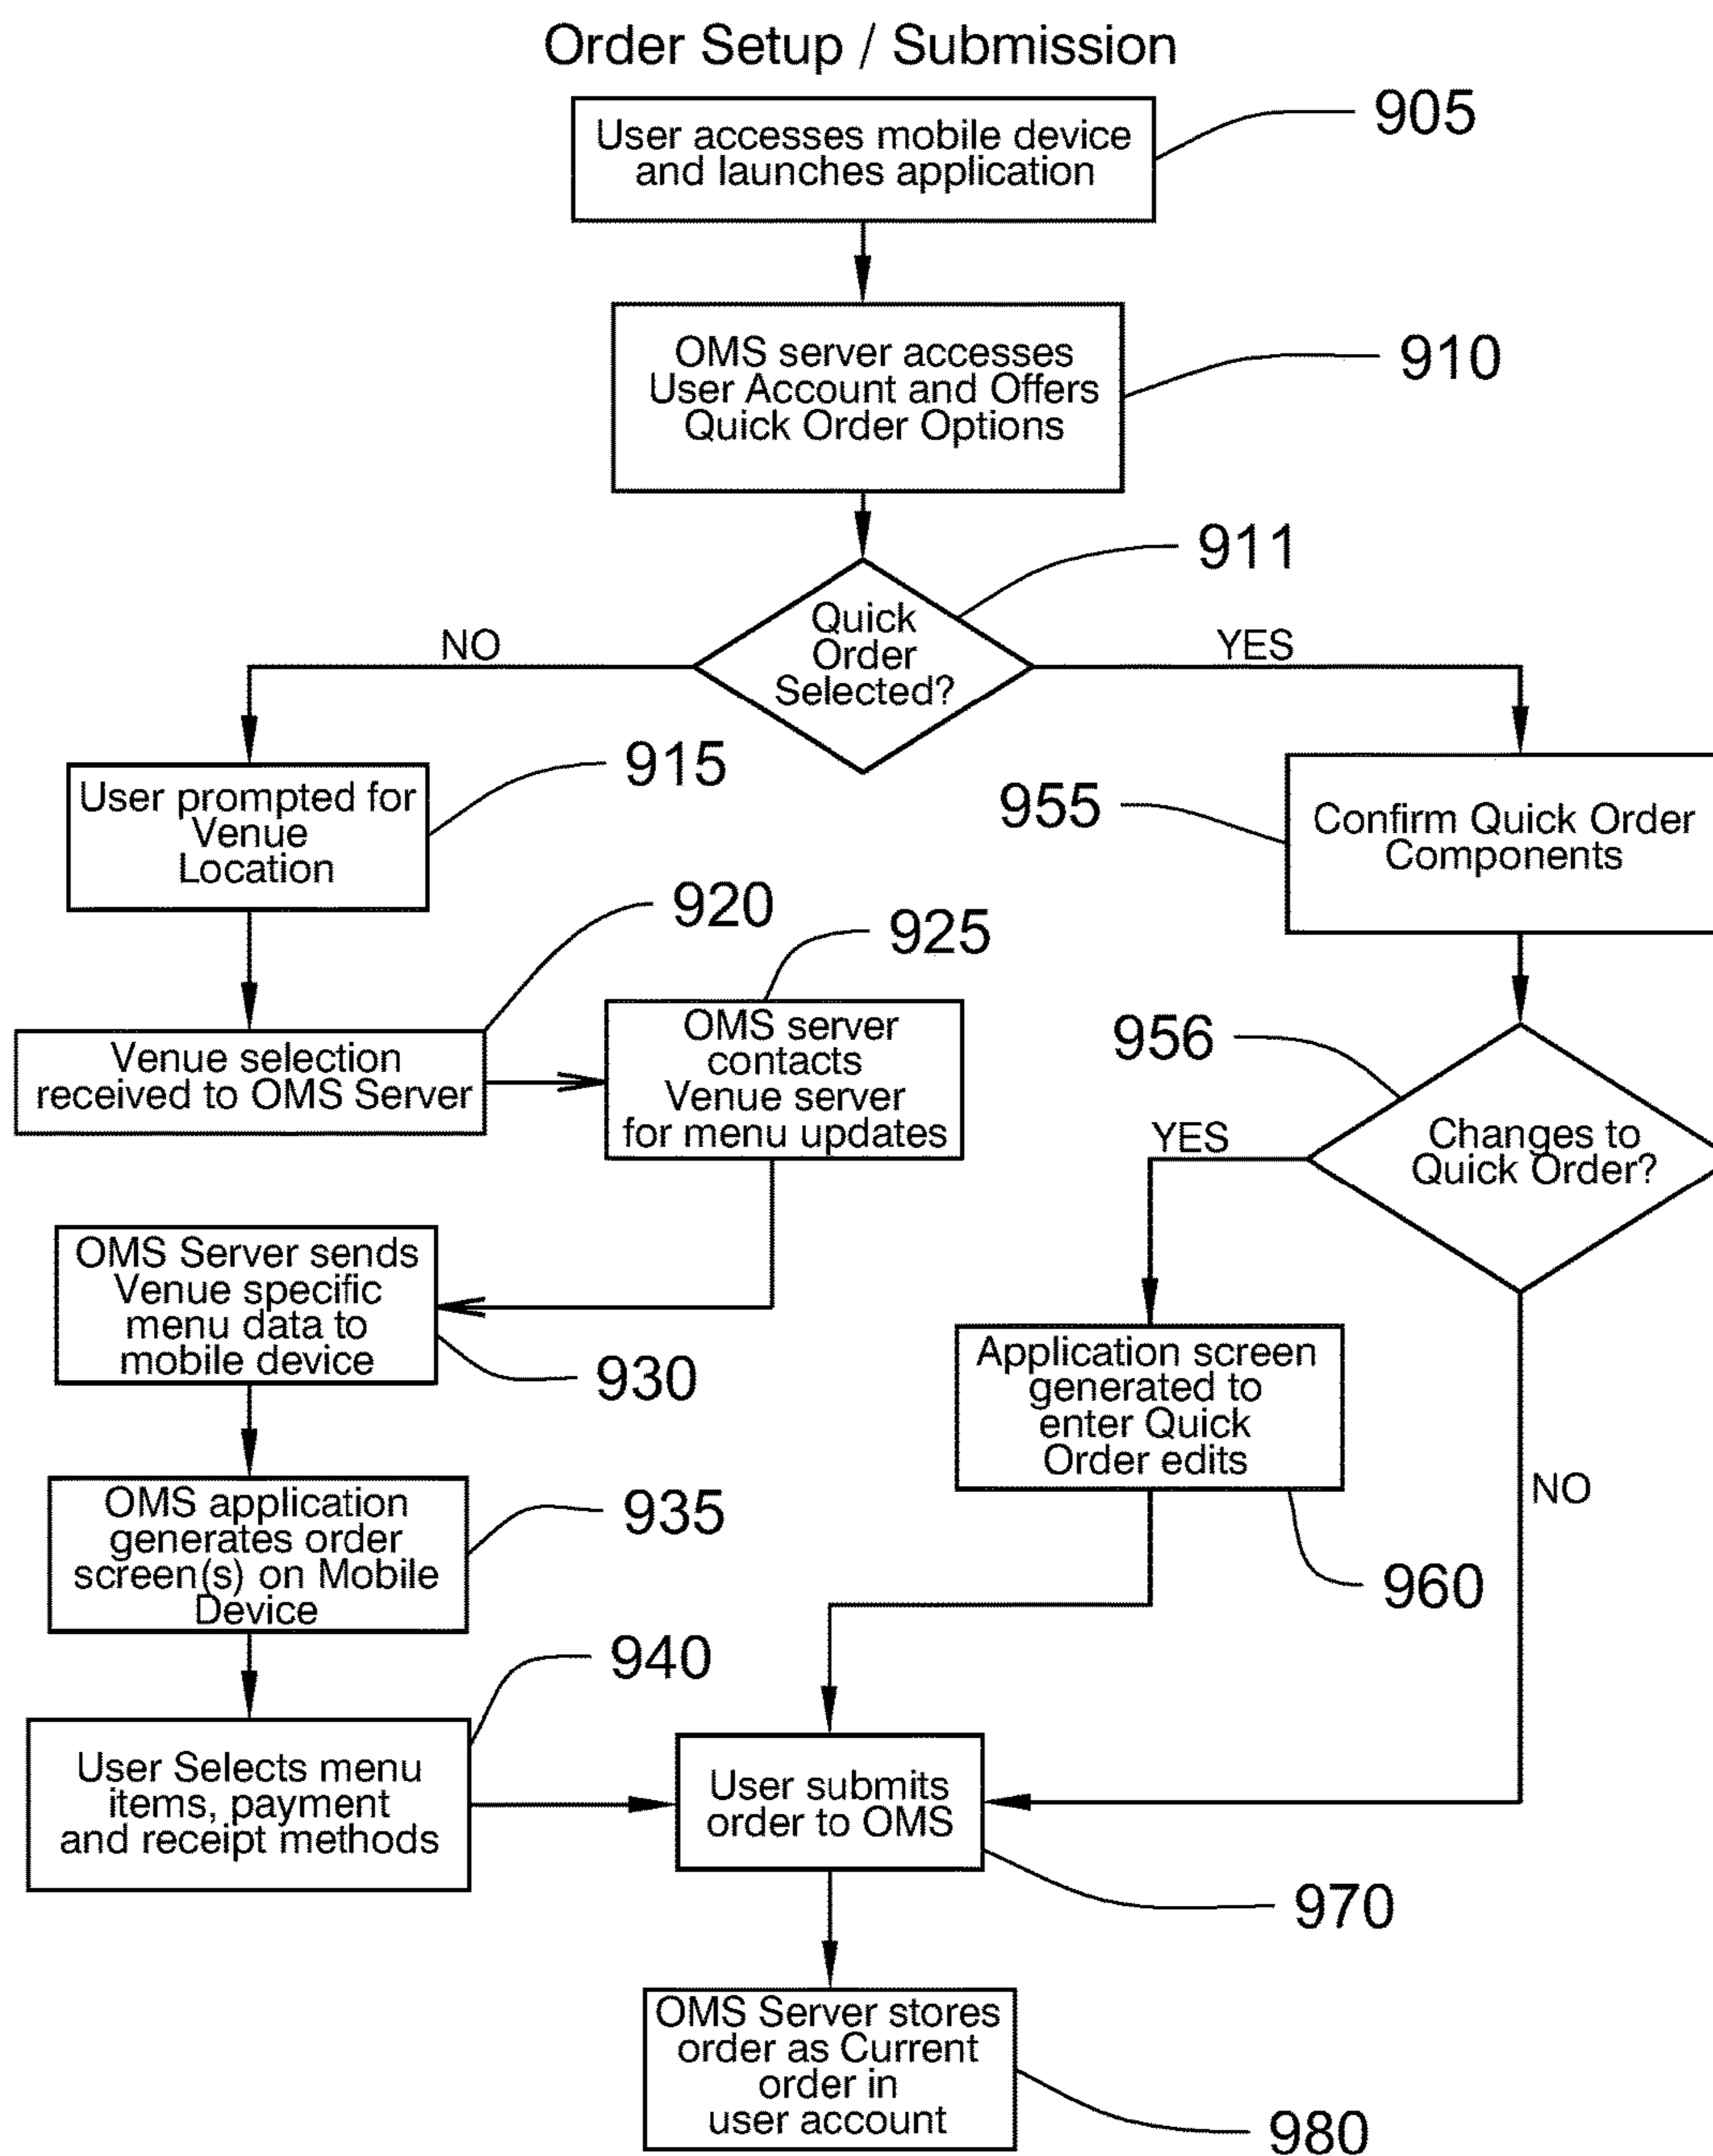 Order Setup / Submission
905
User accesses mobile device
and launches application
910
OMS server accesses
User Account and Offers
Quick Order Options
911
Quick
Order
Selected?
NO
YES
915
User prompted for
Venue
Location
955
Confirm Quick Order
Components
920
Venue selection
received to OMS Server
925
OMS server
contacts
Venue server
for menu updates
956
Changes to
Quick Order?
YES
NO
OMS Server sends
Venue specific
menu data to
mobile device
930
Application screen
generated to
enter Quick
Order edits
960
OMS application
generates order
screen(s) on Mobile
Device
935
940
User Selects menu
items, payment
and receipt methods
User submits
order to OMS
970
OMS Server stores
order as Current
order in
user account
980